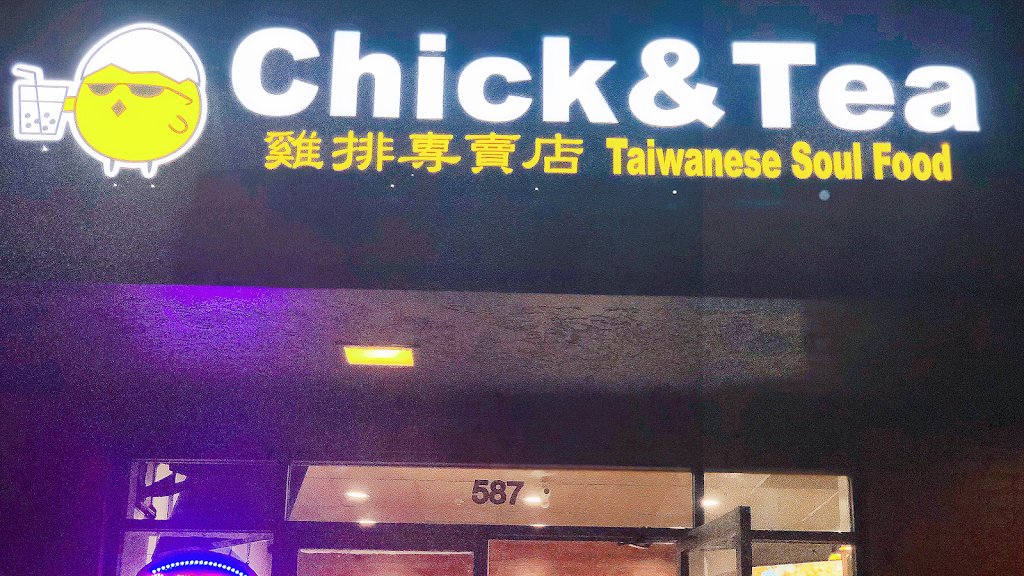 Chick&Tea
雞排專賣店 Taiwanese Soul Food
587